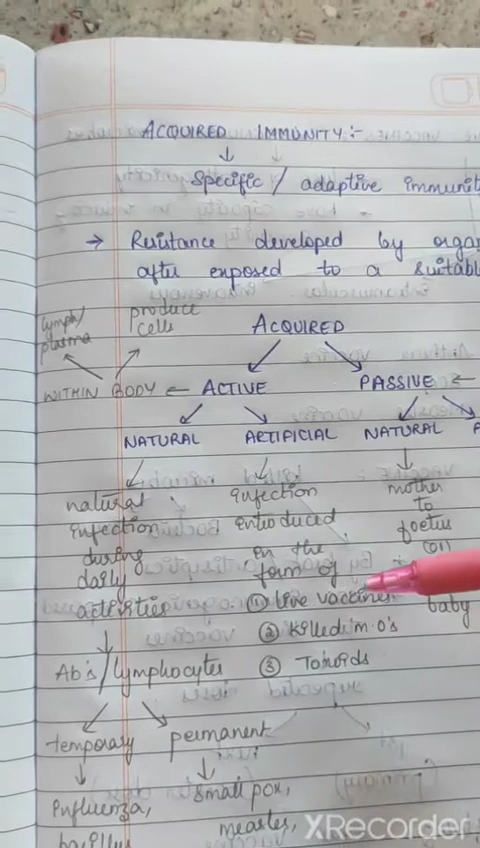 ACQUIRED IMMUNITY :-
↓
Specific / adaptive immunit
→ Resistance developed by orga
after exposed to a suitabl
lymph/ plasma
produce cells
ACQUIRED
WITHIN BODY ← ACTIVE PASSIVE ←
NATURAL ARTIFICIAL NATURAL A
natural infection during daily activities
Infection introduced in the form of
① live vaccines
② Killed m.o's
③ Toxoids
mother to foetus (or) baby
Ab's / lymphocytes
temporary permanent
Influenza,
Small pox,
measles,
XRecorder